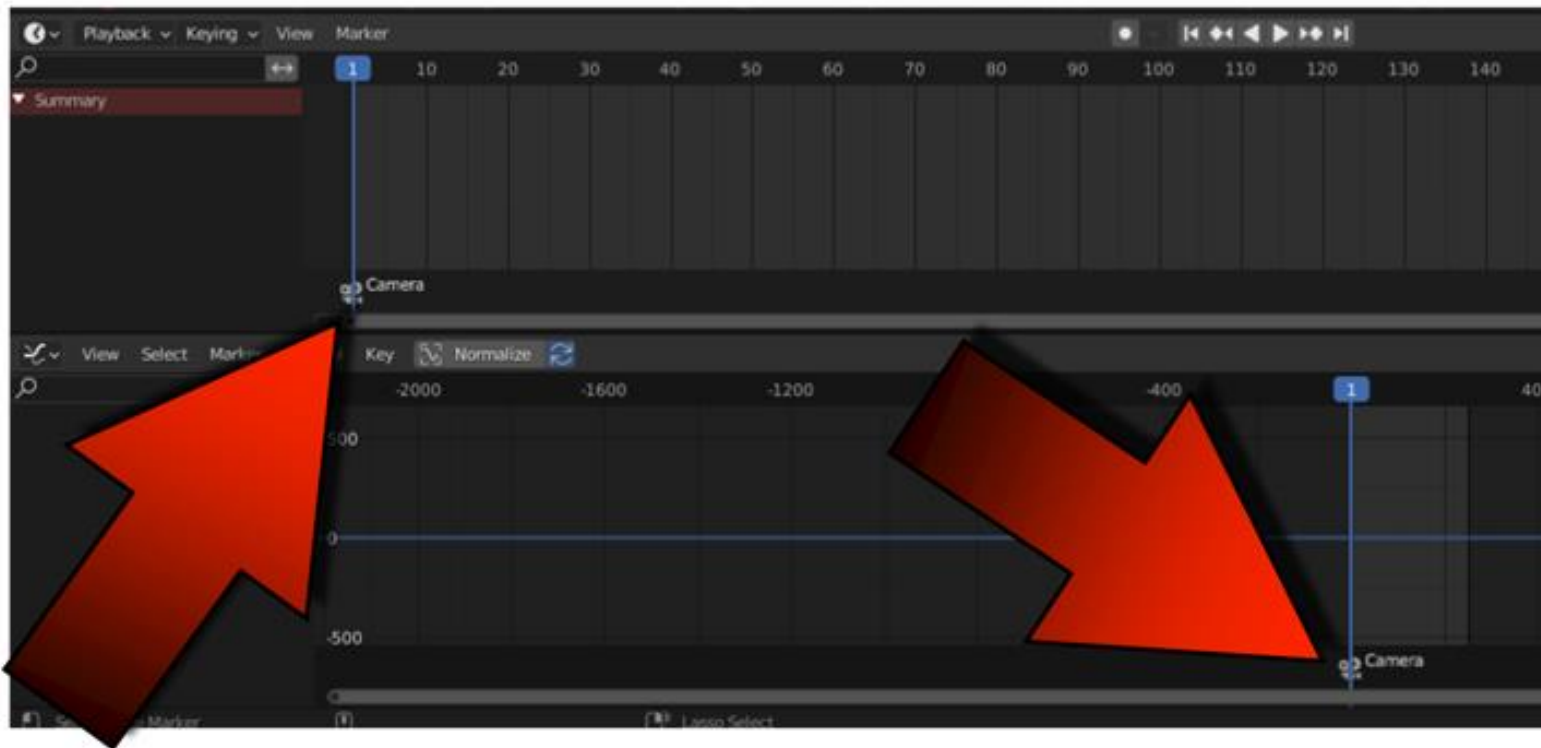 Playback Keying View Marker
1 10 20 30 40 50 60 70 80 90 100 110 120 130 140
Summary
Camera
View Select Key Normalize
-2000 -1600 -1200 -400 1
500
0
-500
Camera
Marker Lasso Select